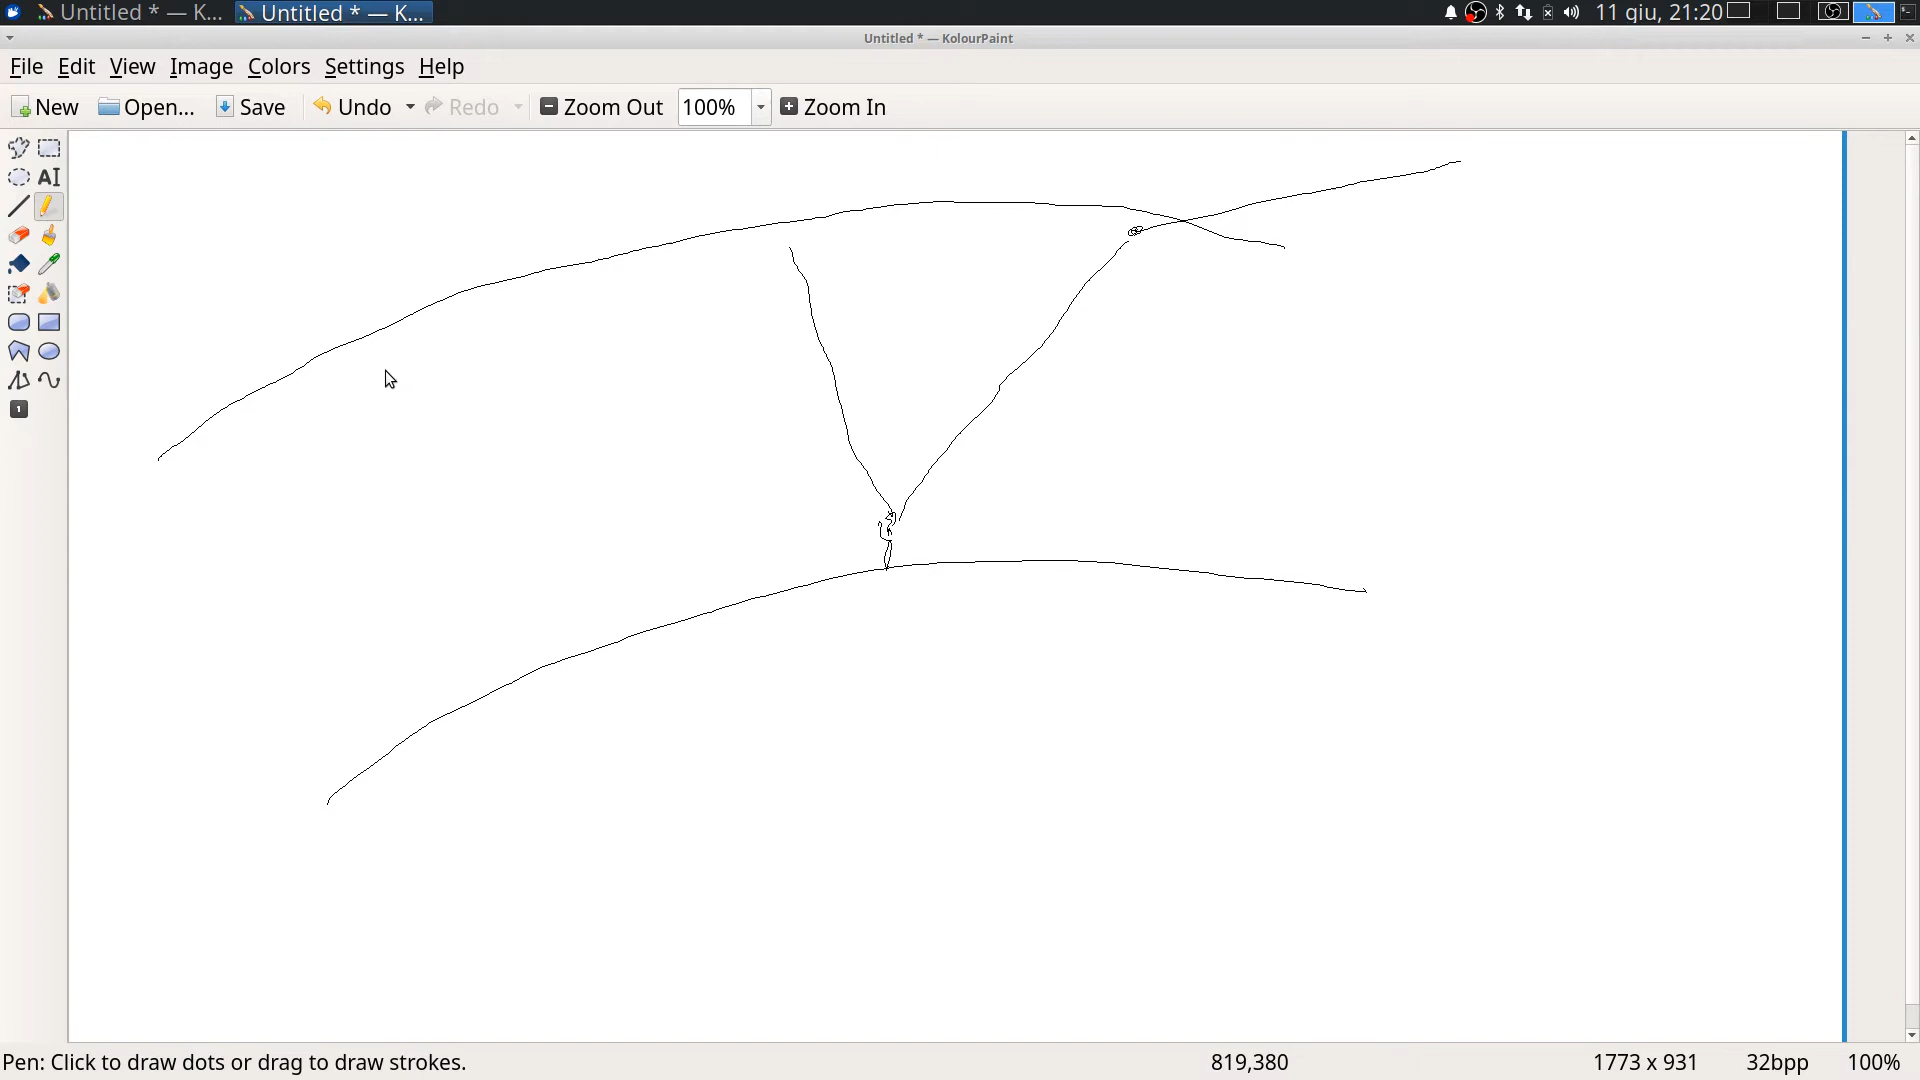 Untitled * — K... Untitled * — K... 11 giu, 21:20
Untitled * — KolourPaint
File Edit View Image Colors Settings Help
New Open... Save Undo Redo Zoom Out 100% Zoom In
AI
1
Pen: Click to draw dots or drag to draw strokes. 819,380 1773 x 931 32bpp 100%